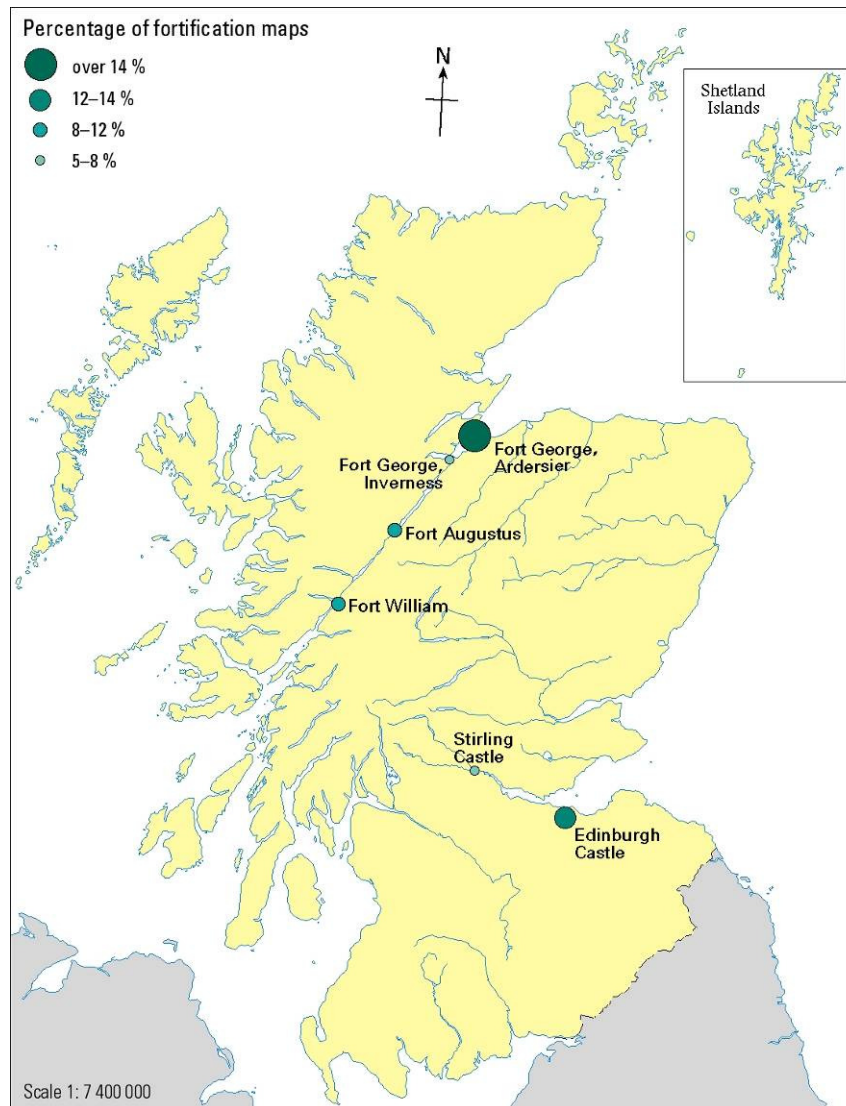 Percentage of fortification maps
over 14 %
12–14 %
8–12 %
5–8 %
N
Shetland
Islands
Fort George,
Ardersier
Fort George,
Inverness
Fort Augustus
Fort William
Stirling
Castle
Edinburgh
Castle
Scale 1: 7 400 000